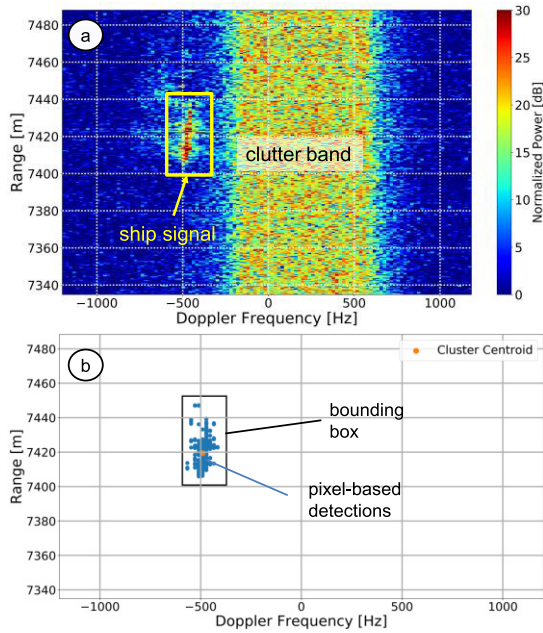 a
7480
7460
7440
7420
7400
7380
7360
7340
Range [m]
clutter band
ship signal
−1000
−500
0
500
1000
Doppler Frequency [Hz]
30
25
20
15
10
5
0
Normalized Power [dB]
b
Cluster Centroid
7480
7460
7440
7420
7400
7380
7360
7340
Range [m]
bounding
box
pixel-based
detections
−1000
−500
0
500
1000
Doppler Frequency [Hz]